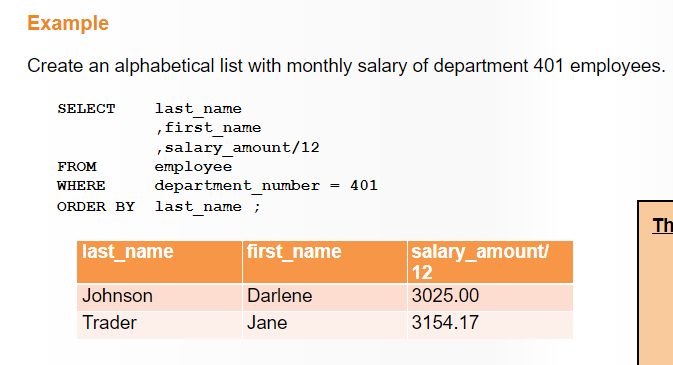 Example
Create an alphabetical list with monthly salary of department 401 employees.
SELECT last_name
,first_name
,salary_amount/12
FROM employee
WHERE department_number = 401
ORDER BY last_name ;
Th
last_name first_name salary_amount/
12
Johnson Darlene 3025.00
Trader Jane 3154.17